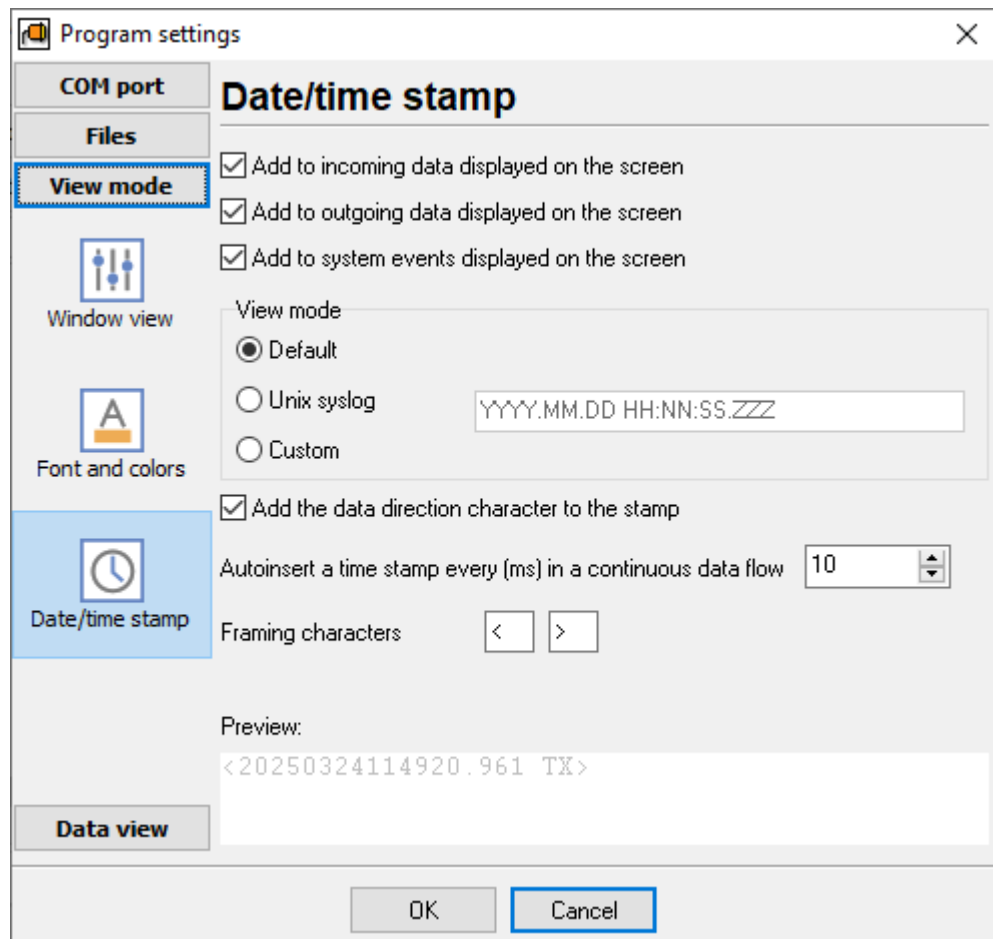 Program settings
COM port
Files
View mode
Window view
Font and colors
Date/time stamp
Data view
Date/time stamp
Add to incoming data displayed on the screen
Add to outgoing data displayed on the screen
Add to system events displayed on the screen
View mode
Default
Unix syslog
YYYY.MM.DD HH:NN:SS.ZZZ
Custom
Add the data direction character to the stamp
Autoinsert a time stamp every (ms) in a continuous data flow 10
Framing characters < >
Preview:
<20250324114920.961 TX>
OK Cancel